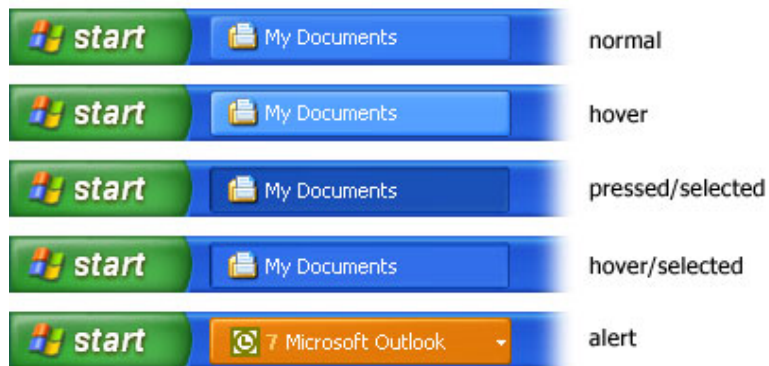 start My Documents normal
start My Documents hover
start My Documents pressed/selected
start My Documents hover/selected
start 7 Microsoft Outlook alert